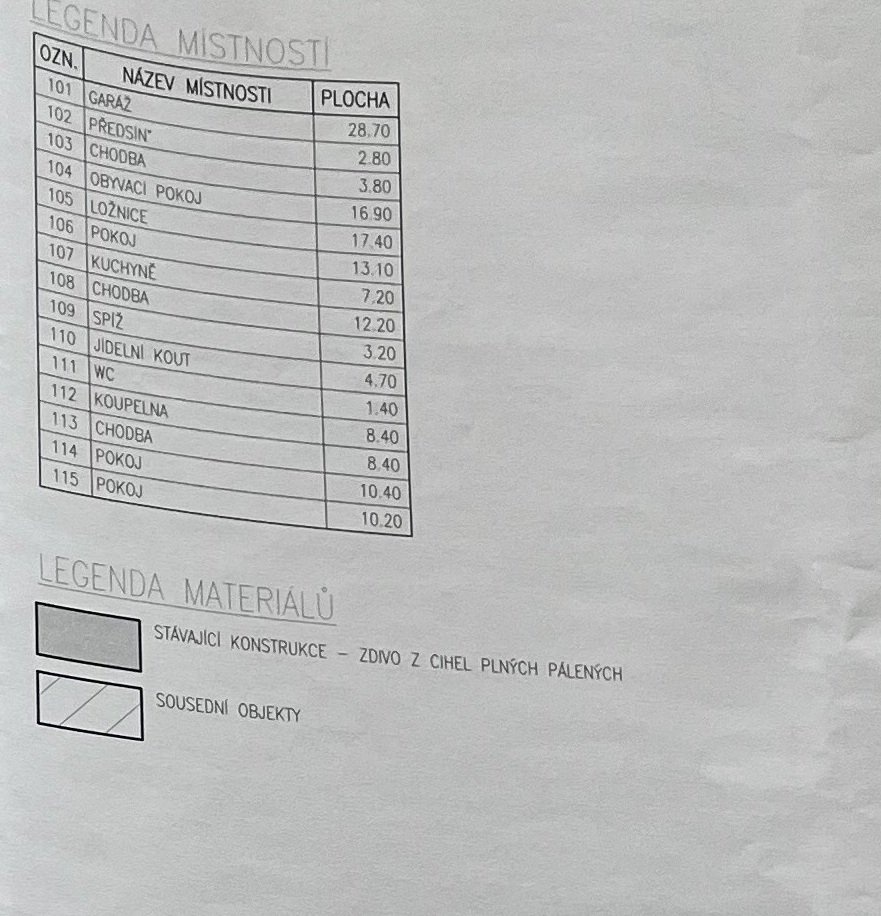 LEGENDA MÍSTNOSTÍ
OZN. NÁZEV MÍSTNOSTI PLOCHA
101 GARÁŽ 28.70
102 PŘEDSIN" 2.80
103 CHODBA 3.80
104 OBYVACI POKOJ 16.90
105 LOŽNICE 17.40
106 POKOJ 13.10
107 KUCHYNĚ 7.20
108 CHODBA 12.20
109 SPÍŽ 3.20
110 JIDELNÍ KOUT 4.70
111 WC 1.40
112 KOUPELNA 8.40
113 CHODBA 8.40
114 POKOJ 10.40
115 POKOJ 10.20
LEGENDA MATERIÁLŮ
STÁVAJÍCÍ KONSTRUKCE – ZDIVO Z CIHEL PLNÝCH PÁLENÝCH
SOUSEDNÍ OBJEKTY